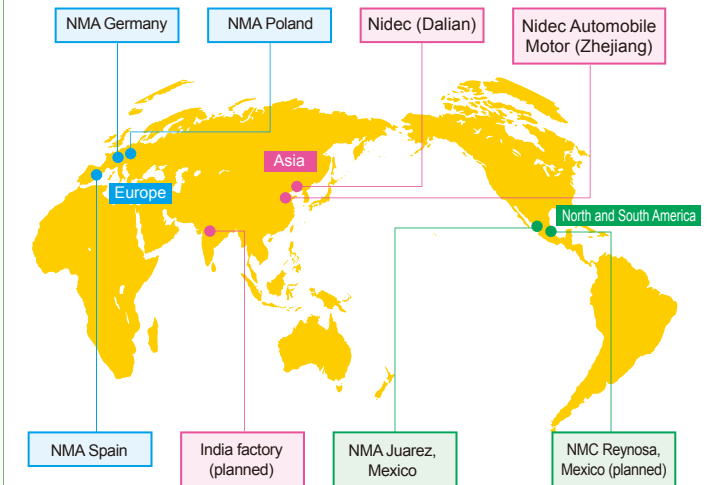 NMA Germany
NMA Poland
Nidec (Dalian)
Nidec Automobile
Motor (Zhejiang)
Asia
Europe
North and South America
NMA Spain
India factory
(planned)
NMA Juarez,
Mexico
NMC Reynosa,
Mexico (planned)